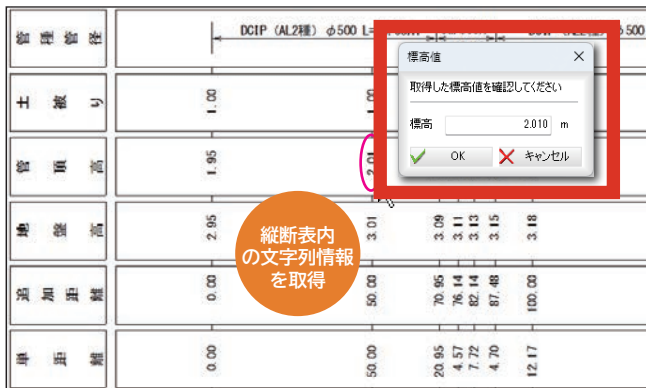 管種管径
DCIP (AL2種) φ500 L=
φ500
土被り
1.00
1.00
管頂高
1.95
2.01
地盤高
2.95
3.01
3.09
3.11
3.13
3.15
3.18
追加距離
0.00
50.00
70.95
76.14
82.14
87.48
100.00
単距離
0.00
50.00
20.95
4.57
7.72
4.70
12.17
標高値
取得した標高値を確認してください
標高 2.010 m
OK キャンセル
縦断表内
の文字列情報
を取得